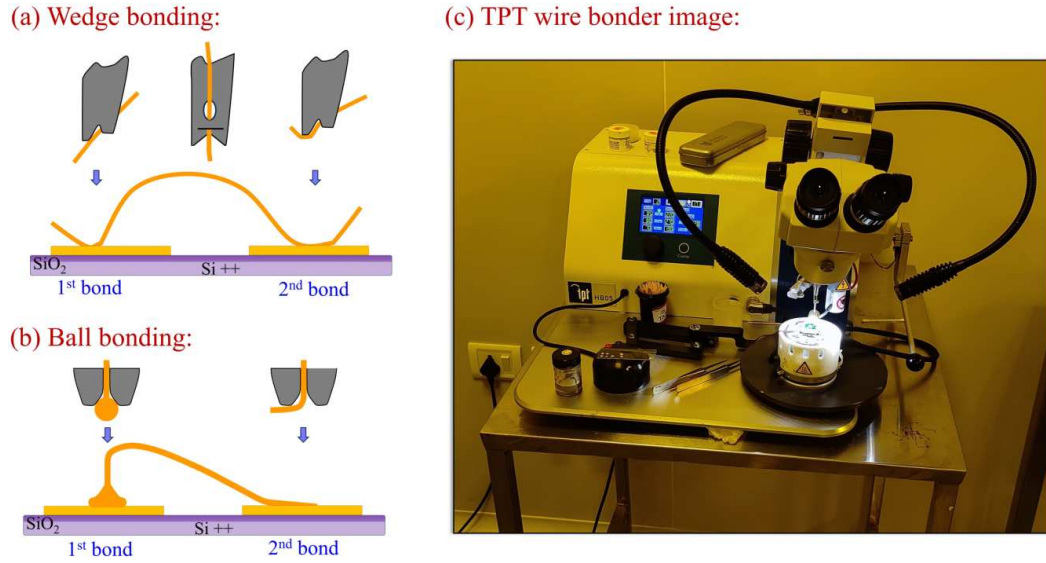 (a) Wedge bonding:
SiO₂
Si ++
1ˢᵗ bond
2ⁿᵈ bond
(b) Ball bonding:
SiO₂
Si ++
1ˢᵗ bond
2ⁿᵈ bond
(c) TPT wire bonder image:
tpt
HB05